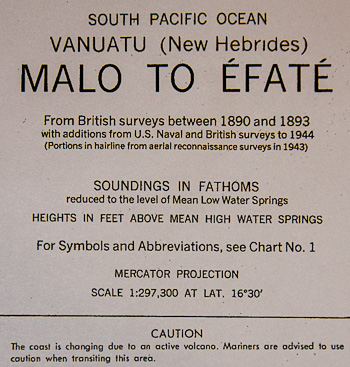 SOUTH PACIFIC OCEAN
VANUATU (New Hebrides)
MALO TO ÉFATÉ
From British surveys between 1890 and 1893
with additions from U.S. Naval and British surveys to 1944
(Portions in hairline from aerial reconnaissance surveys in 1943)
SOUNDINGS IN FATHOMS
reduced to the level of Mean Low Water Springs
HEIGHTS IN FEET ABOVE MEAN HIGH WATER SPRINGS
For Symbols and Abbreviations, see Chart No. 1
MERCATOR PROJECTION
SCALE 1:297,300 AT LAT. 16°30′
CAUTION
The coast is changing due to an active volcano. Mariners are advised to use
caution when transiting this area.